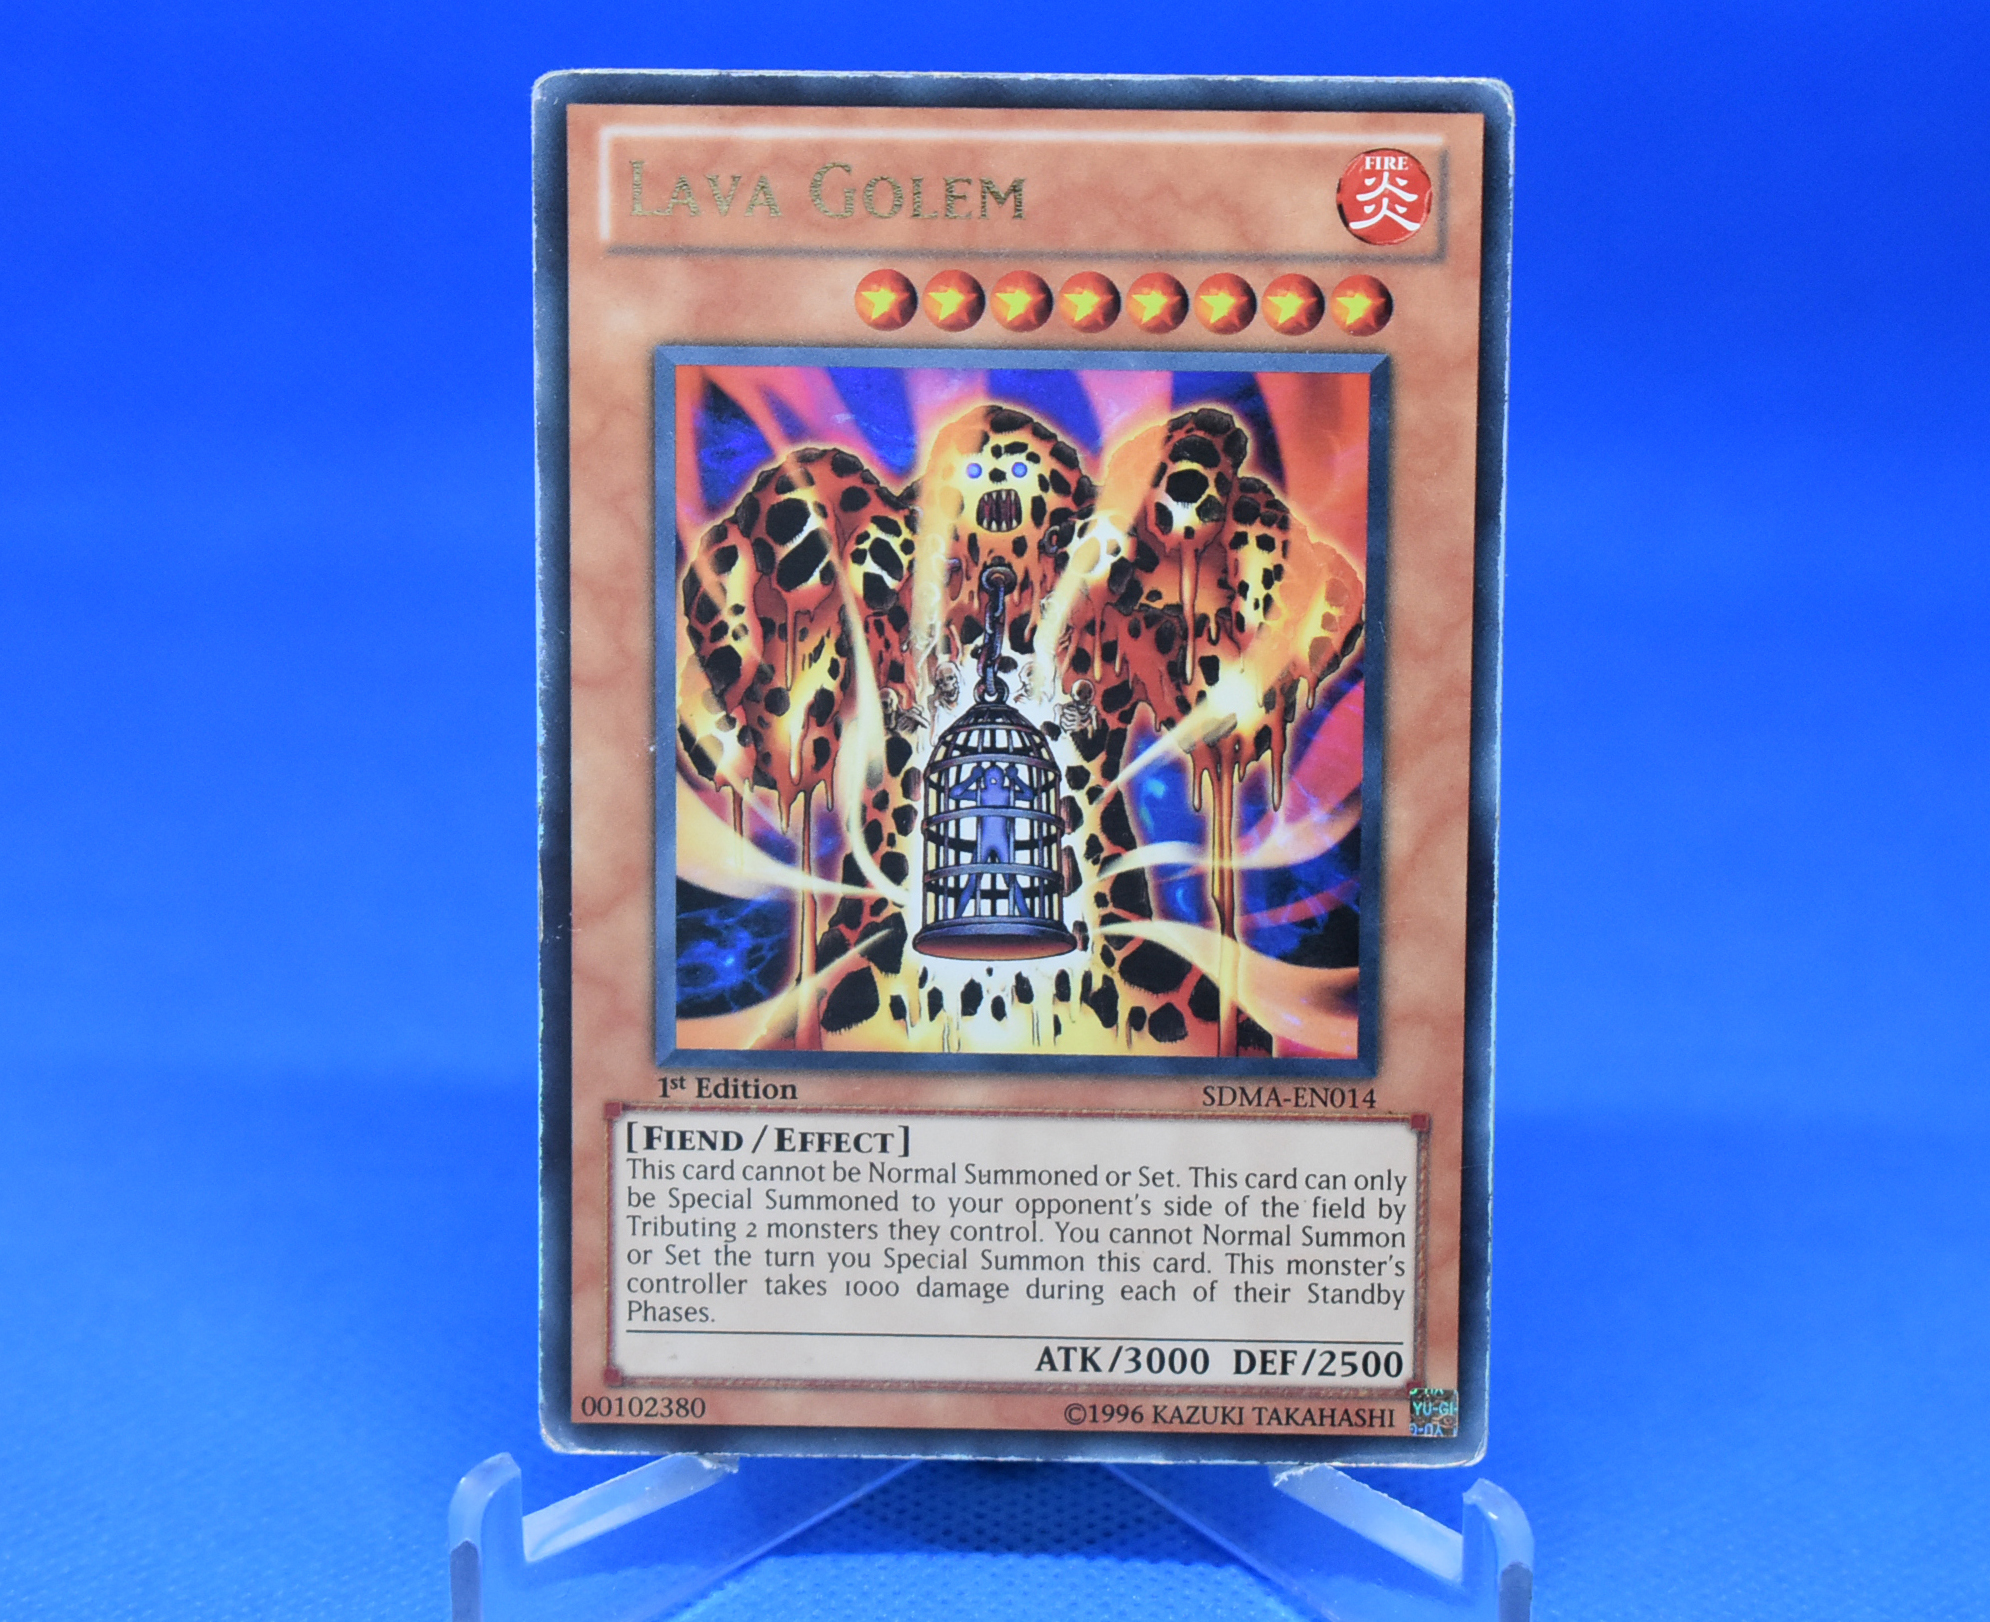 LAVA GOLEM
FIRE
炎
1st Edition
SDMA-EN014
[FIEND/EFFECT]
This card cannot be Normal Summoned or Set. This card can only
be Special Summoned to your opponent's side of the field by
Tributing 2 monsters they control. You cannot Normal Summon
or Set the turn you Special Summon this card. This monster's
controller takes 1000 damage during each of their Standby
Phases.
ATK/3000 DEF/2500
00102380
©1996 KAZUKI TAKAHASHI
YU-GI-